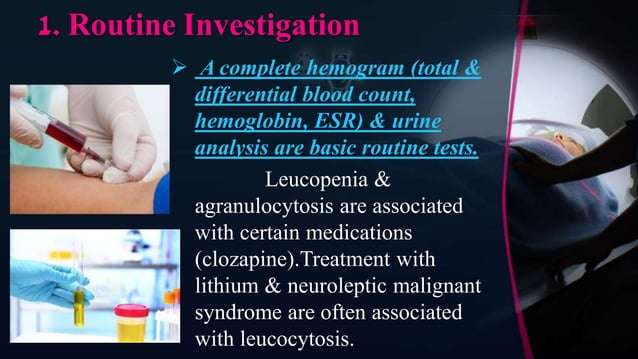 1. Routine Investigation
➢ A complete hemogram (total &
differential blood count,
hemoglobin, ESR) & urine
analysis are basic routine tests.
Leucopenia &
agranulocytosis are associated
with certain medications
(clozapine).Treatment with
lithium & neuroleptic malignant
syndrome are often associated
with leucocytosis.